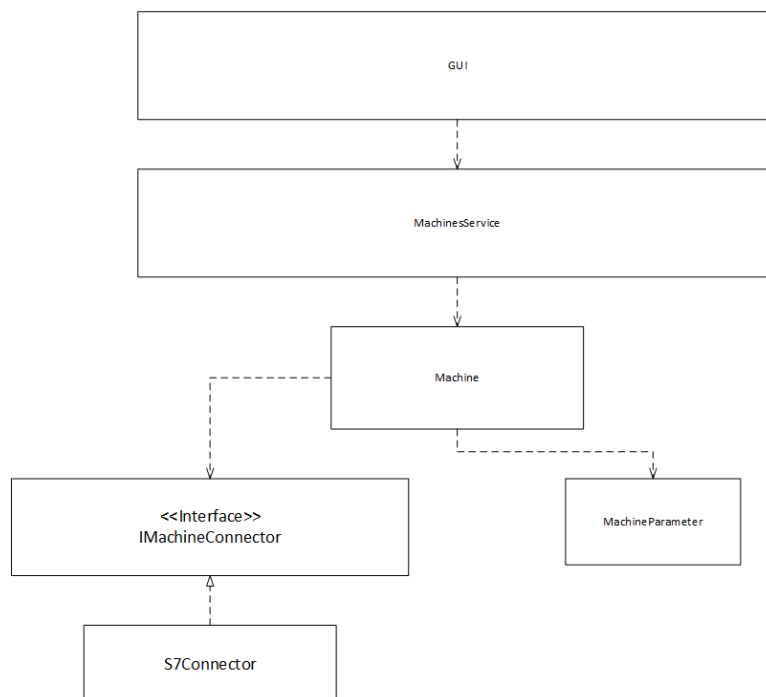 GUI
MachinesService
Machine
<<Interface>>
IMachineConnector
MachineParameter
S7Connector